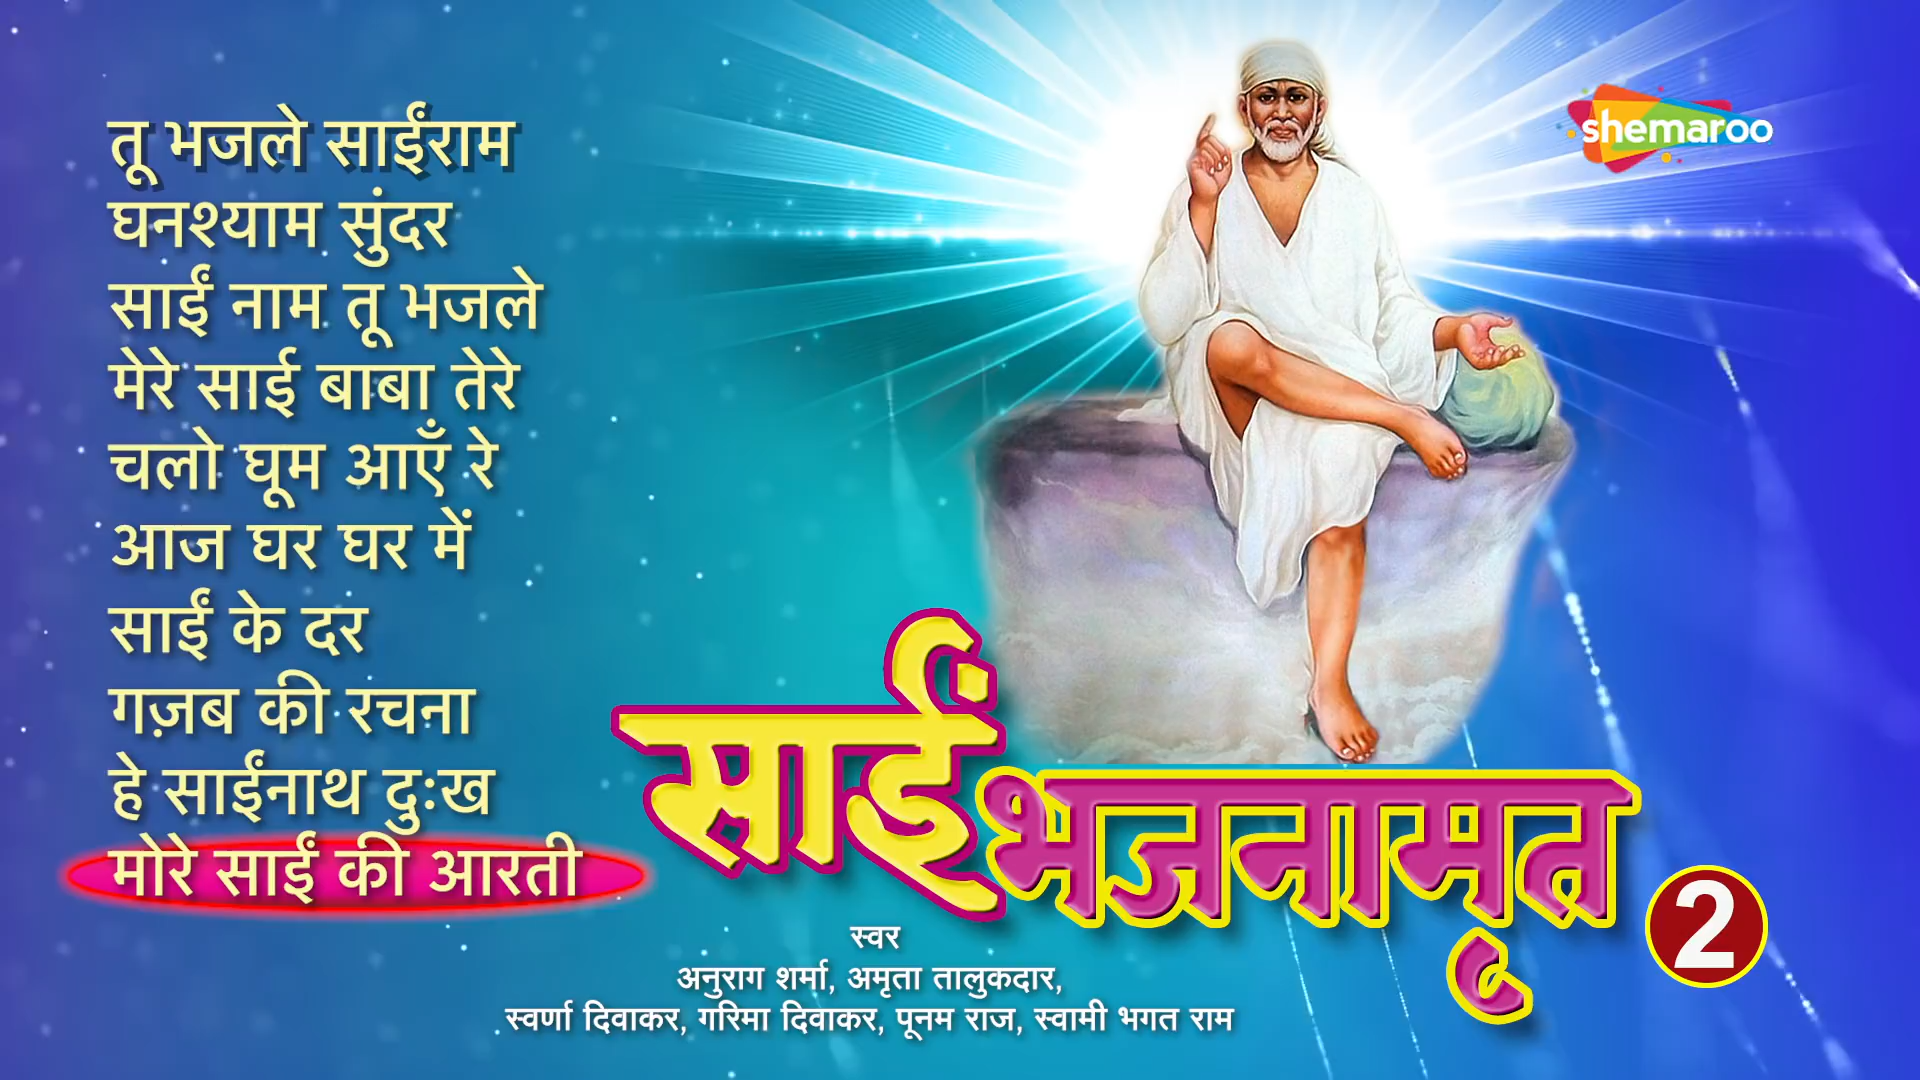 तू भजले साईंराम
घनश्याम सुंदर
साईं नाम तू भजले
मेरे साई बाबा तेरे
चलो घूम आएँ रे
आज घर घर में
साईं के दर
गज़ब की रचना
हे साईंनाथ दुःख
मोरे साईं की आरती
shemaroo
साईं
भजनामृत
2
स्वर
अनुराग शर्मा, अमृता तालुकदार,
स्वर्णा दिवाकर, गरिमा दिवाकर, पूनम राज, स्वामी भगत राम